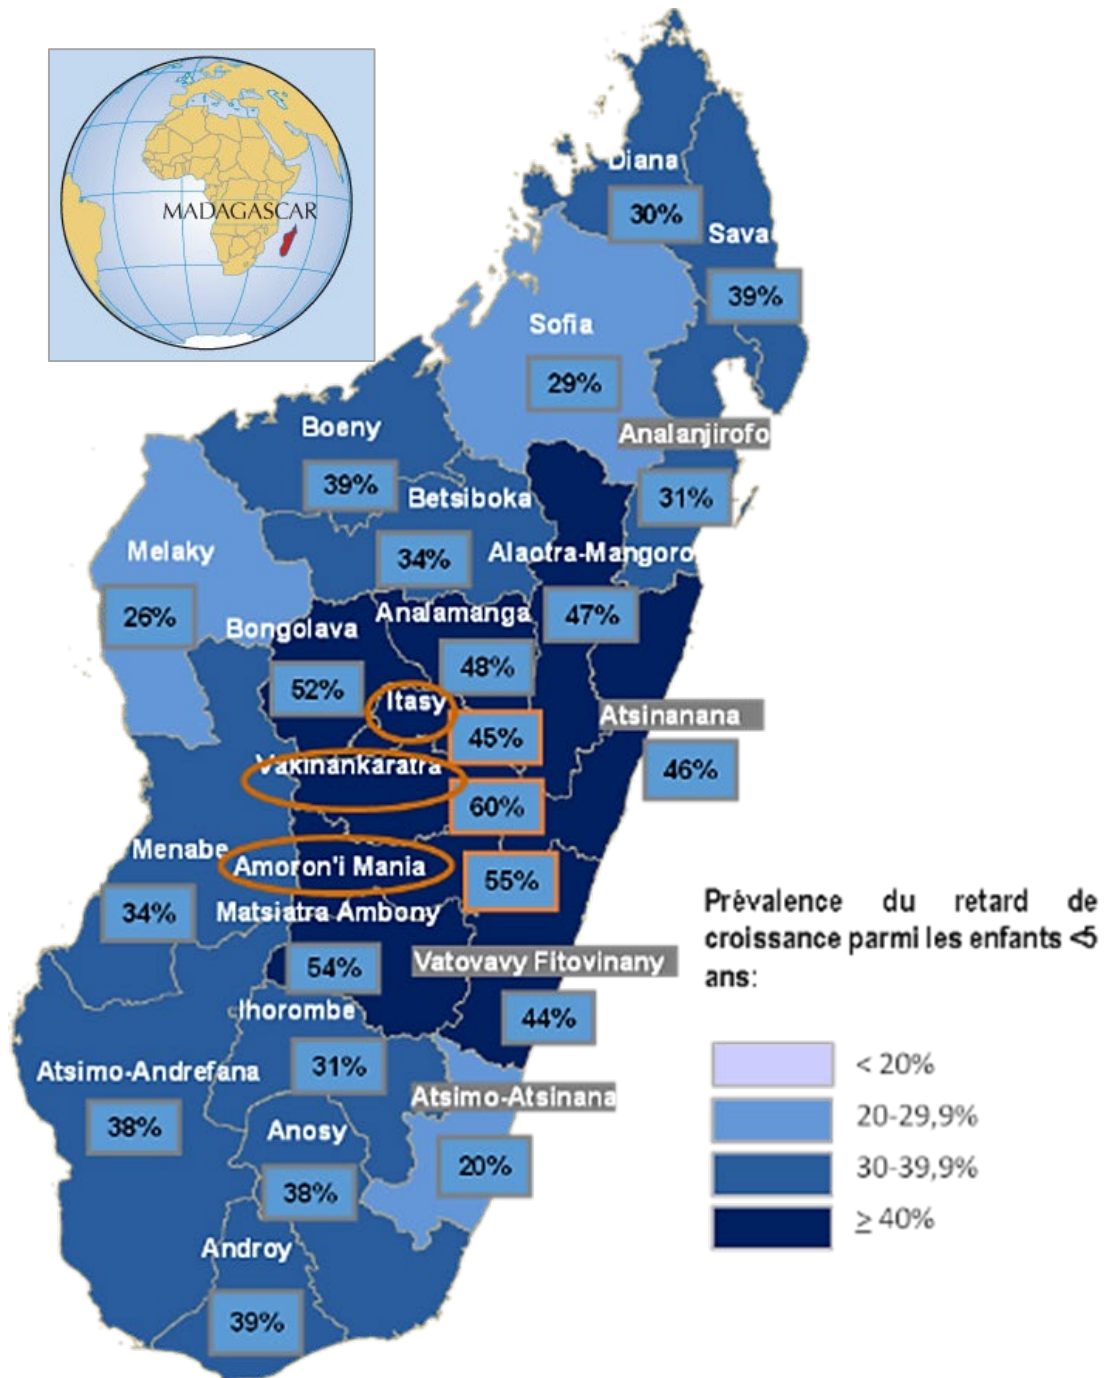 MADAGASCAR
Diana
30%
Sava
39%
Sofia
29%
Analanjirofo
31%
Boeny
39%
Betsiboka
34%
Melaky
26%
Alaotra-Mangoro
47%
Analamanga
48%
Bongolava
52%
Itasy
45%
Atsinanana
46%
Vakinankaratra
60%
Menabe
34%
Amoron'i Mania
55%
Matsiatra Ambony
54%
Vatovavy Fitovinany
44%
Ihorombe
31%
Atsimo-Andrefana
38%
Atsimo-Atsinana
20%
Anosy
38%
Androy
39%
Prévalence du retard de
croissance parmi les enfants <5
ans:
< 20%
20-29,9%
30-39,9%
≥ 40%